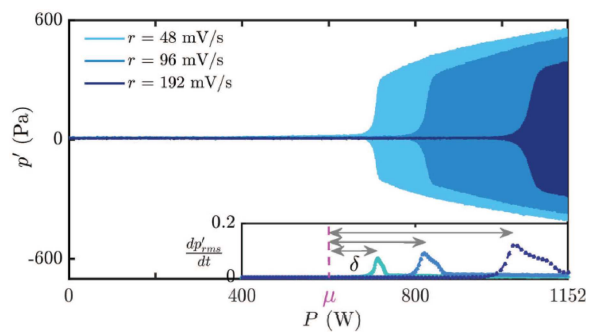 600
r = 48 mV/s
r = 96 mV/s
r = 192 mV/s
p′ (Pa)
0
-600
0.2
dp′rms/dt
δ
0
0 400 μ 800 1152
P (W)